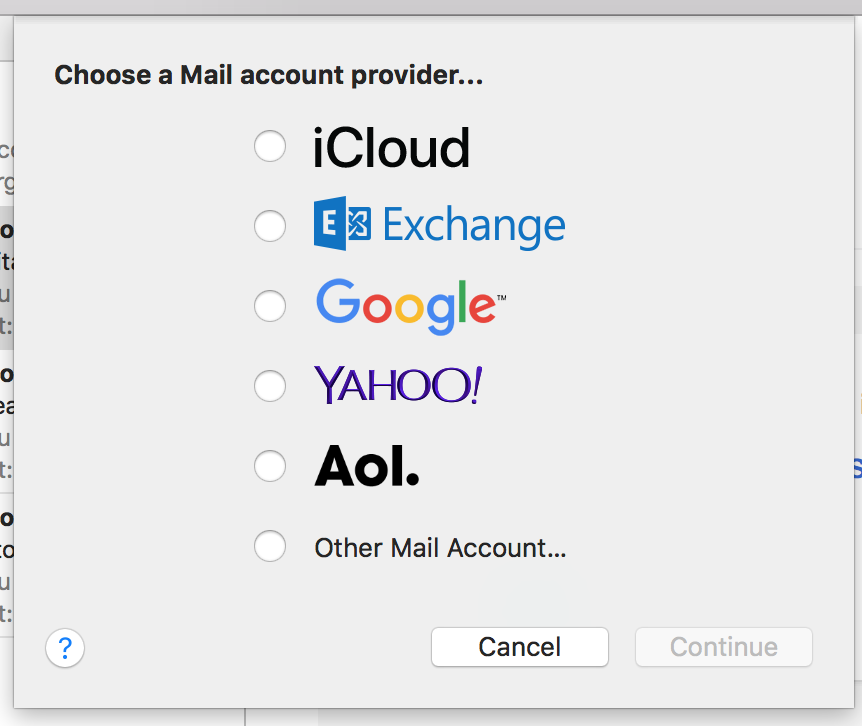 Choose a Mail account provider...
iCloud
Exchange
Google™
YAHOO!
Aol.
Other Mail Account...
?
Cancel
Continue